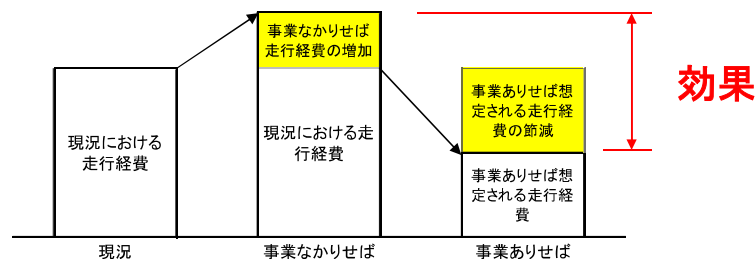 事業なかりせば
走行経費の増加
現況における
走行経費
現況における走
行経費
事業ありせば想
定される走行経
費の節減
事業ありせば想
定される走行経
費
効果
現況
事業なかりせば
事業ありせば